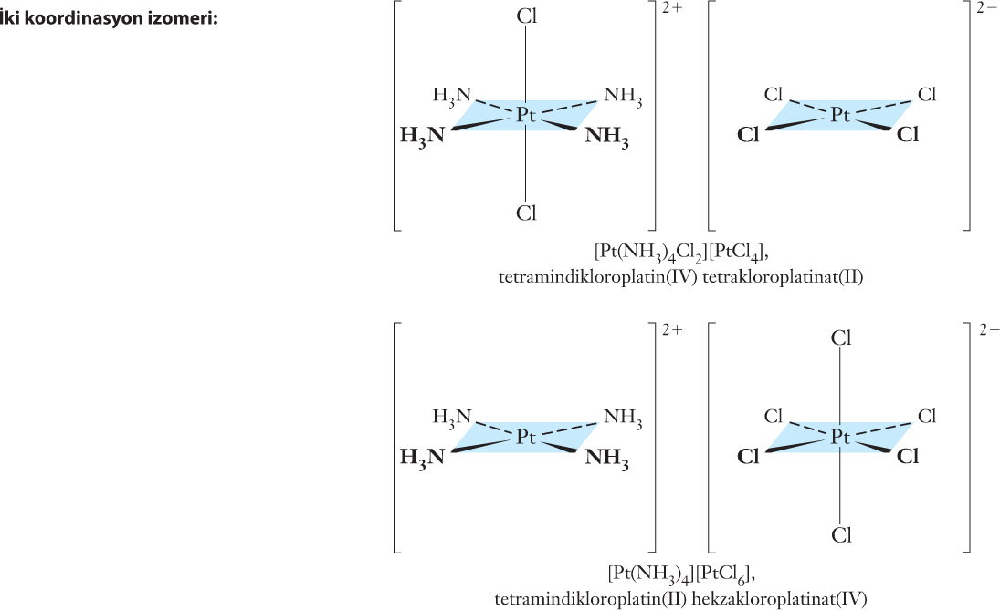 İki koordinasyon izomeri:
Cl 2+ 2−
H₃N NH₃ Cl Cl
Pt Pt
H₃N NH₃ Cl Cl
Cl
[Pt(NH₃)₄Cl₂][PtCl₄],
tetramindikloroplatin(IV) tetrakloroplatinat(II)
2+ Cl 2−
H₃N NH₃ Cl Cl
Pt Pt
H₃N NH₃ Cl Cl
Cl
[Pt(NH₃)₄][PtCl₆],
tetramindikloroplatin(II) hekzakloroplatinat(IV)